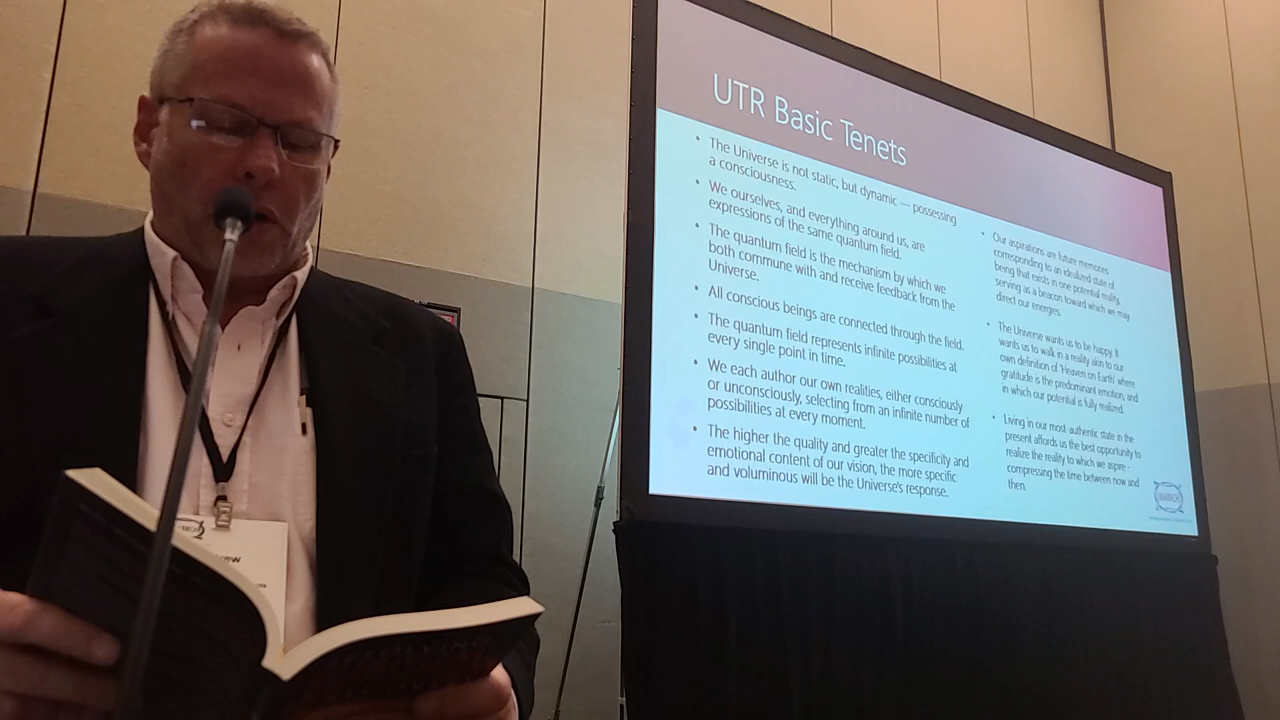 UTR Basic Tenets
• The Universe is not static, but dynamic — possessing
a consciousness.
• We ourselves, and everything around us, are
expressions of the same quantum field.
• The quantum field is the mechanism by which we
both commune with and receive feedback from the
Universe.
• All conscious beings are connected through the field.
• The quantum field represents infinite possibilities at
every single point in time.
• We each author our own realities, either consciously
or unconsciously, selecting from an infinite number of
possibilities at every moment.
• The higher the quality and greater the specificity and
emotional content of our vision, the more specific
and voluminous will be the Universe's response.
• Our aspirations are future memories
corresponding to an idealized state of
being that exists in one potential reality,
serving as a beacon toward which we may
direct our energies.
• The Universe wants us to be happy. It
wants us to walk in a reality akin to our
own definition of 'Heaven on Earth' where
gratitude is the predominant emotion, and
in which our potential is fully realized.
• Living in our most-authentic state in the
present affords us the best opportunity to
realize the reality to which we aspire -
compressing the time between now and
then.